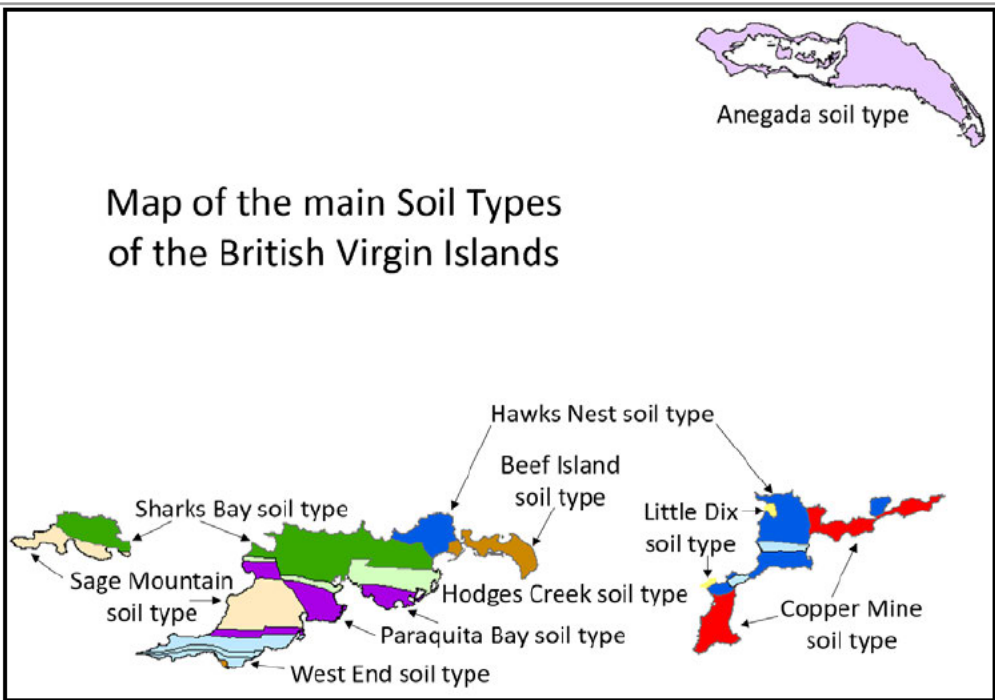 Anegada soil type
Map of the main Soil Types
of the British Virgin Islands
Hawks Nest soil type
Beef Island
soil type
Sharks Bay soil type
Little Dix
soil type
Sage Mountain
soil type
Hodges Creek soil type
Copper Mine
soil type
Paraquita Bay soil type
West End soil type